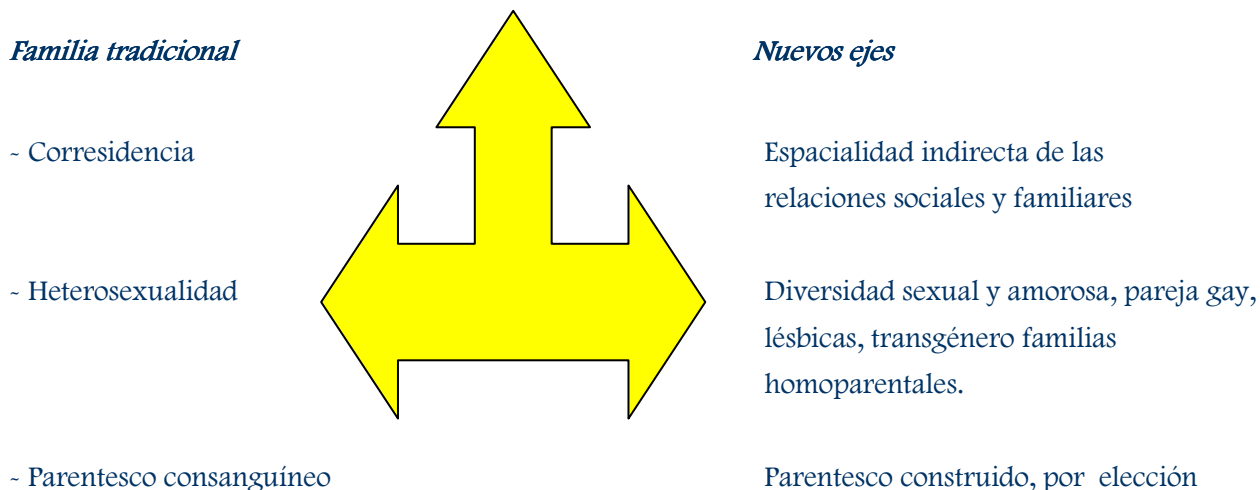 Familia tradicional
Nuevos ejes
- Corresidencia
Espacialidad indirecta de las
relaciones sociales y familiares
- Heterosexualidad
Diversidad sexual y amorosa, pareja gay,
lésbicas, transgénero familias
homoparentales.
- Parentesco consanguíneo
Parentesco construido, por elección